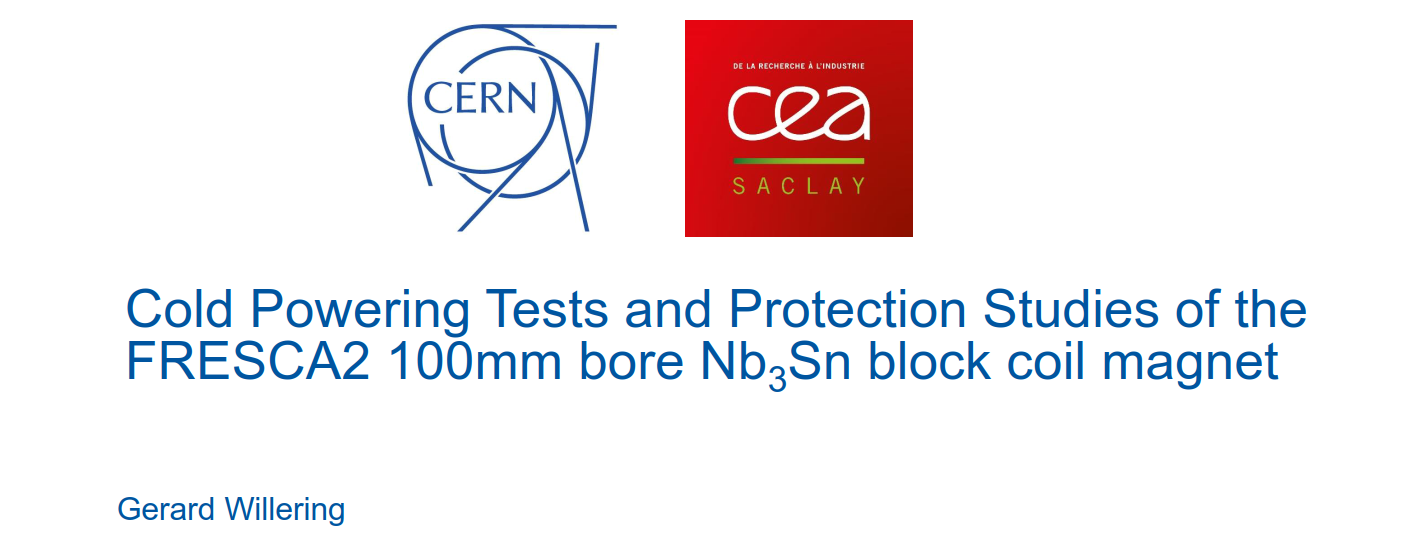 CERN
DE LA RECHERCHE À L'INDUSTRIE
cea
SACLAY
Cold Powering Tests and Protection Studies of the
FRESCA2 100mm bore Nb₃Sn block coil magnet
Gerard Willering